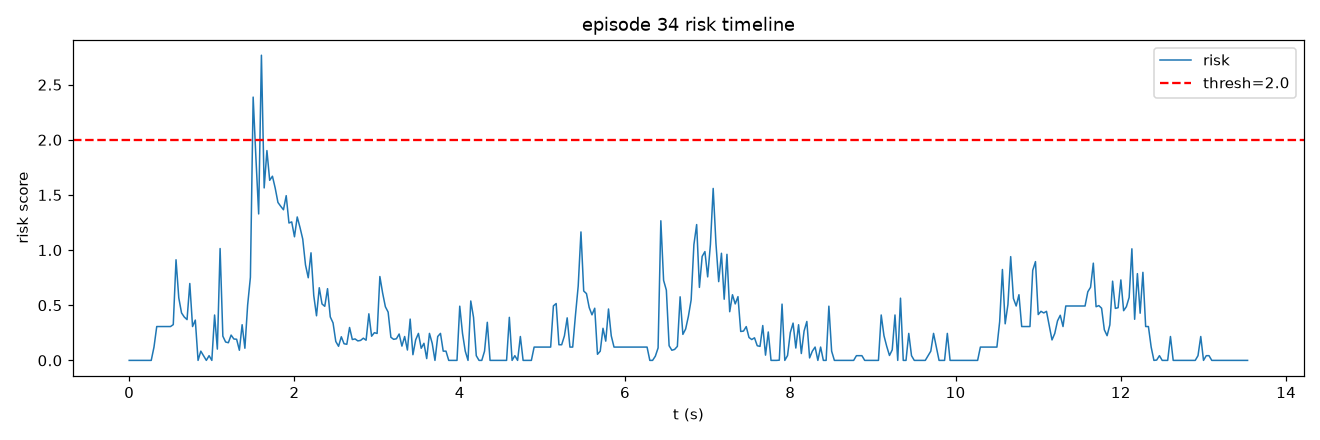 episode 34 risk timeline
risk
thresh=2.0
risk score
2.5
2.0
1.5
1.0
0.5
0.0
0 2 4 6 8 10 12 14
t (s)